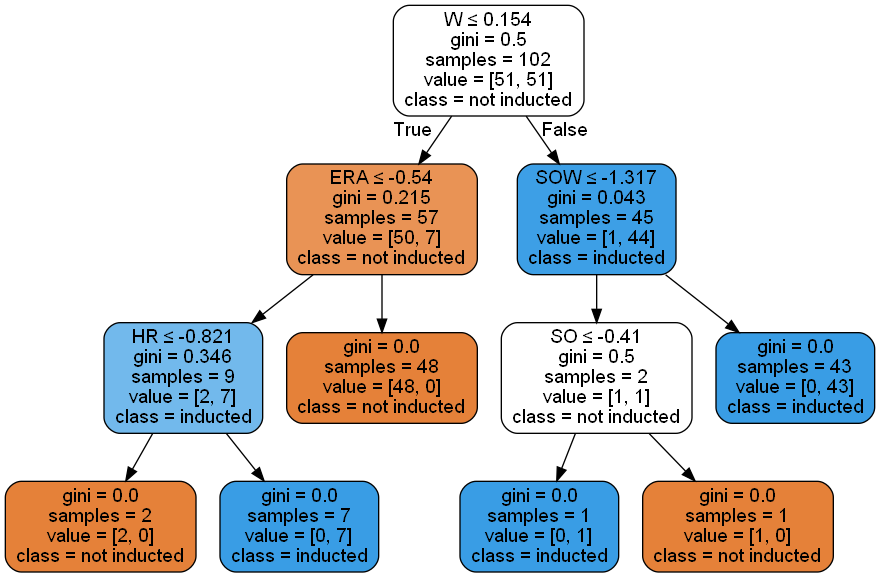 W ≤ 0.154
gini = 0.5
samples = 102
value = [51, 51]
class = not inducted
True
False
ERA ≤ -0.54
gini = 0.215
samples = 57
value = [50, 7]
class = not inducted
SOW ≤ -1.317
gini = 0.043
samples = 45
value = [1, 44]
class = inducted
HR ≤ -0.821
gini = 0.346
samples = 9
value = [2, 7]
class = inducted
gini = 0.0
samples = 48
value = [48, 0]
class = not inducted
SO ≤ -0.41
gini = 0.5
samples = 2
value = [1, 1]
class = not inducted
gini = 0.0
samples = 43
value = [0, 43]
class = inducted
gini = 0.0
samples = 2
value = [2, 0]
class = not inducted
gini = 0.0
samples = 7
value = [0, 7]
class = inducted
gini = 0.0
samples = 1
value = [0, 1]
class = inducted
gini = 0.0
samples = 1
value = [1, 0]
class = not inducted